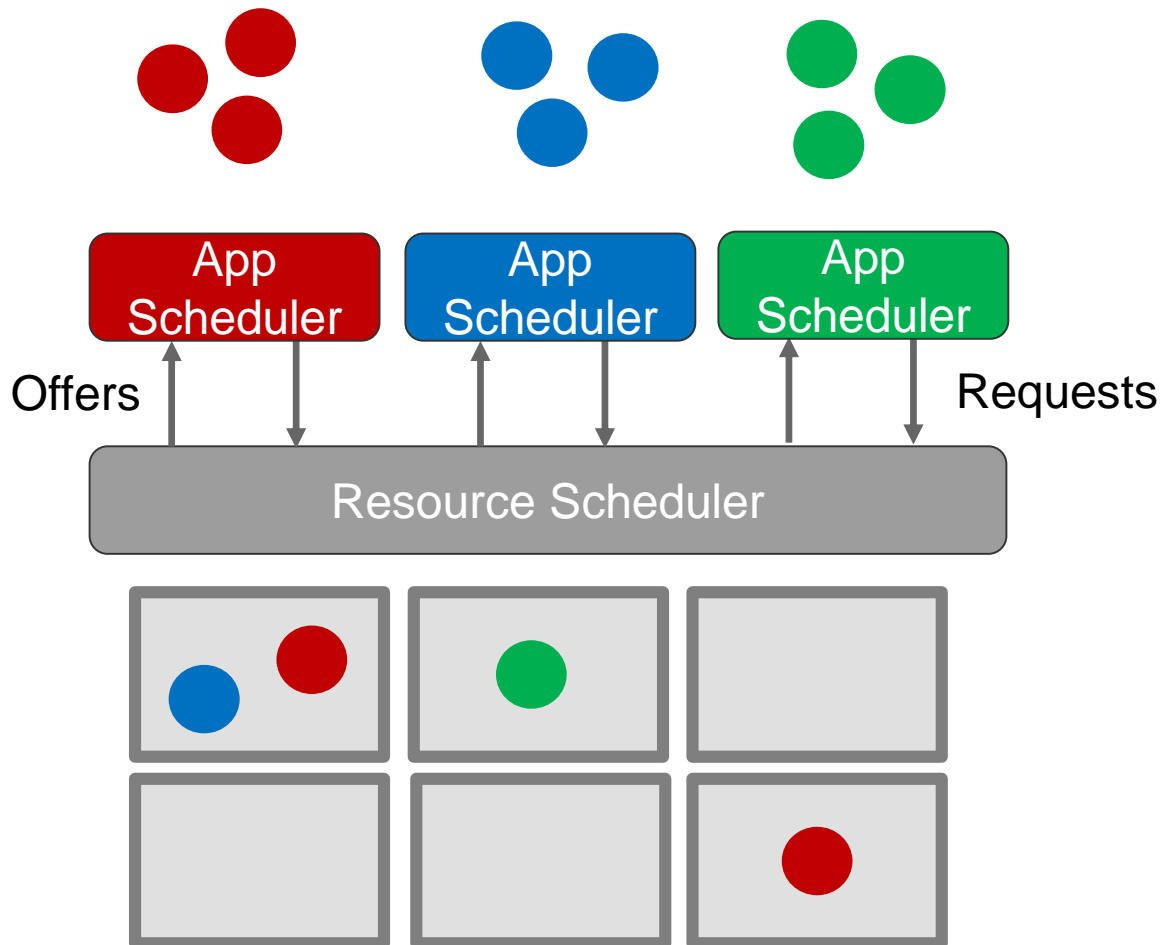 App
Scheduler
App
Scheduler
App
Scheduler
Offers
Requests
Resource Scheduler